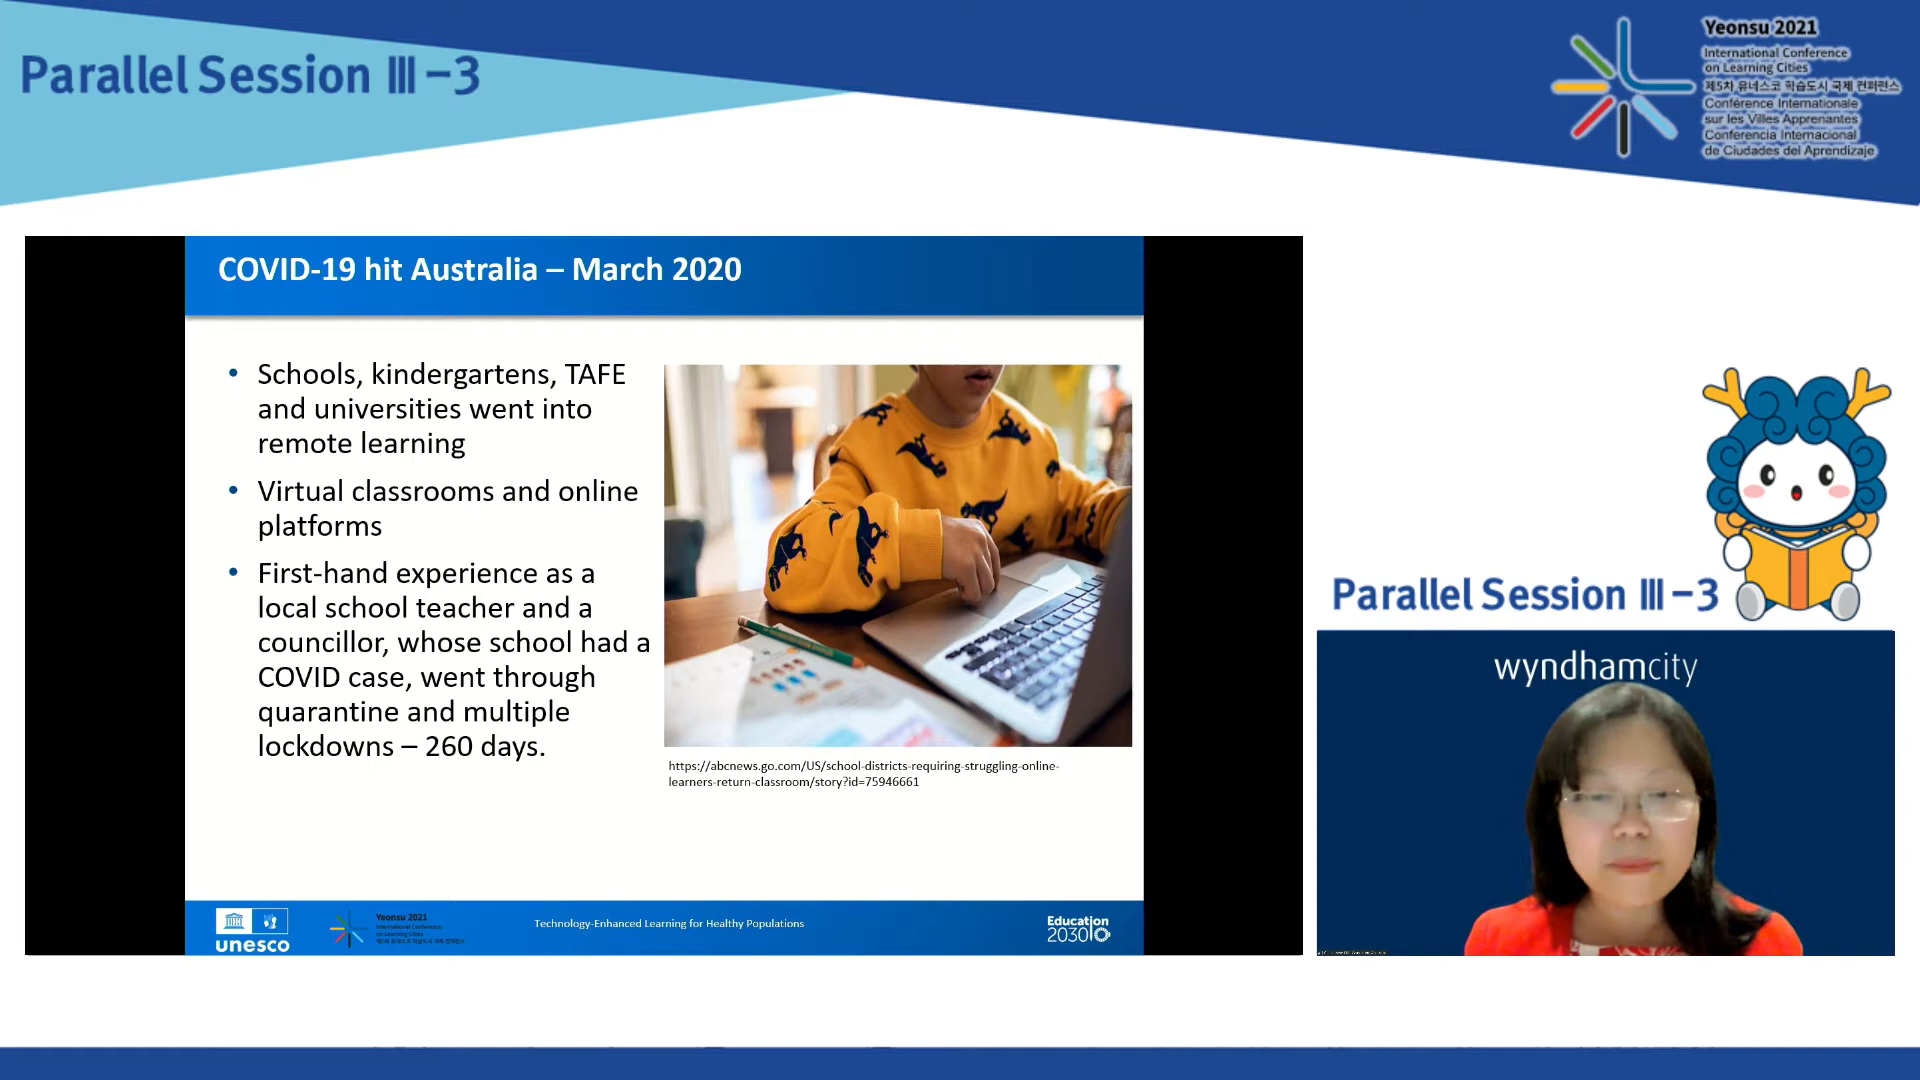 Parallel Session Ⅲ-3
Yeonsu 2021
International Conference
on Learning Cities
제5차 유네스코 학습도시 국제 컨퍼런스
Conférence Internationale
sur les Villes Apprenantes
Conferencia Internacional
de Ciudades del Aprendizaje
COVID-19 hit Australia – March 2020
• Schools, kindergartens, TAFE
and universities went into
remote learning
• Virtual classrooms and online
platforms
• First-hand experience as a
local school teacher and a
councillor, whose school had a
COVID case, went through
quarantine and multiple
lockdowns – 260 days.
https://abcnews.go.com/US/school-districts-requiring-struggling-online-
learners-return-classroom/story?id=75946661
unesco
Yeonsu 2021
International Conference
on Learning Cities
제5차 유네스코 학습도시 국제 컨퍼런스
Technology-Enhanced Learning for Healthy Populations
Education
2030
Parallel Session Ⅲ-3
wyndhamcity